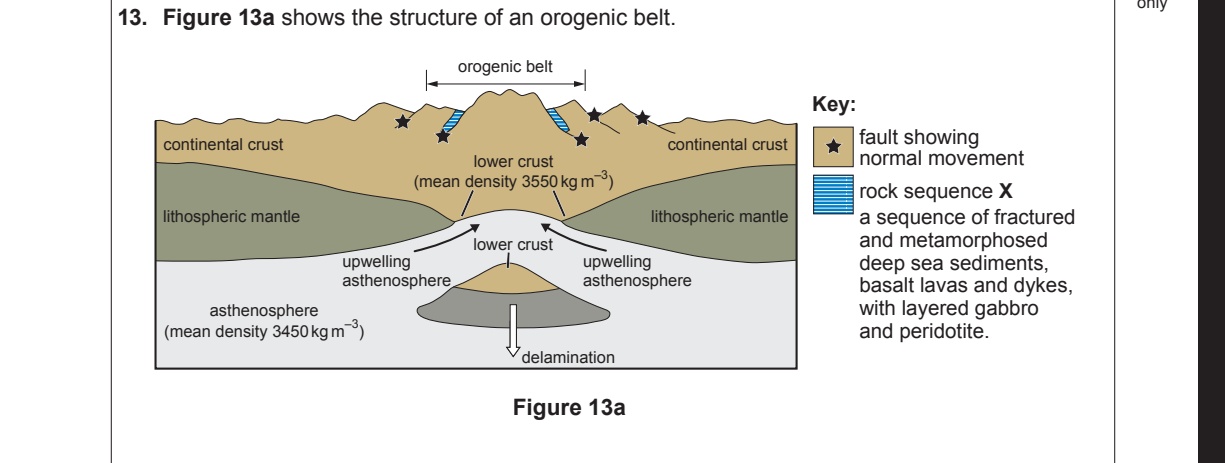 only
13. Figure 13a shows the structure of an orogenic belt.
orogenic belt
Key:
continental crust
continental crust
fault showing
normal movement
lower crust
(mean density 3550 kg m⁻³)
rock sequence X
a sequence of fractured
and metamorphosed
deep sea sediments,
basalt lavas and dykes,
with layered gabbro
and peridotite.
lithospheric mantle
lithospheric mantle
lower crust
upwelling
asthenosphere
upwelling
asthenosphere
asthenosphere
(mean density 3450 kg m⁻³)
delamination
Figure 13a